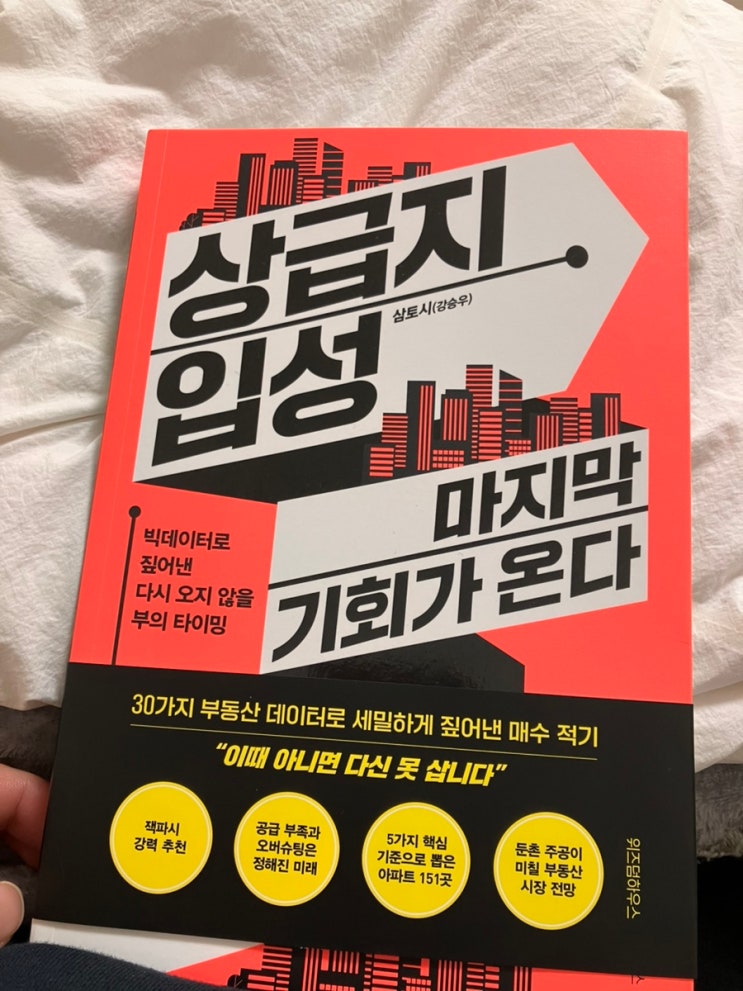 상급지
입성
삼토시(강승우)
마지막
기회가 온다
빅데이터로
짚어낸
다시 오지 않을
부의 타이밍
30가지 부동산 데이터로 세밀하게 짚어낸 매수 적기
“이때 아니면 다신 못 삽니다”
잭파시
강력 추천
공급 부족과
오버슈팅은
정해진 미래
5가지 핵심
기준으로 뽑은
아파트 151곳
둔촌 주공이
미칠 부동산
시장 전망
위즈덤하우스
스